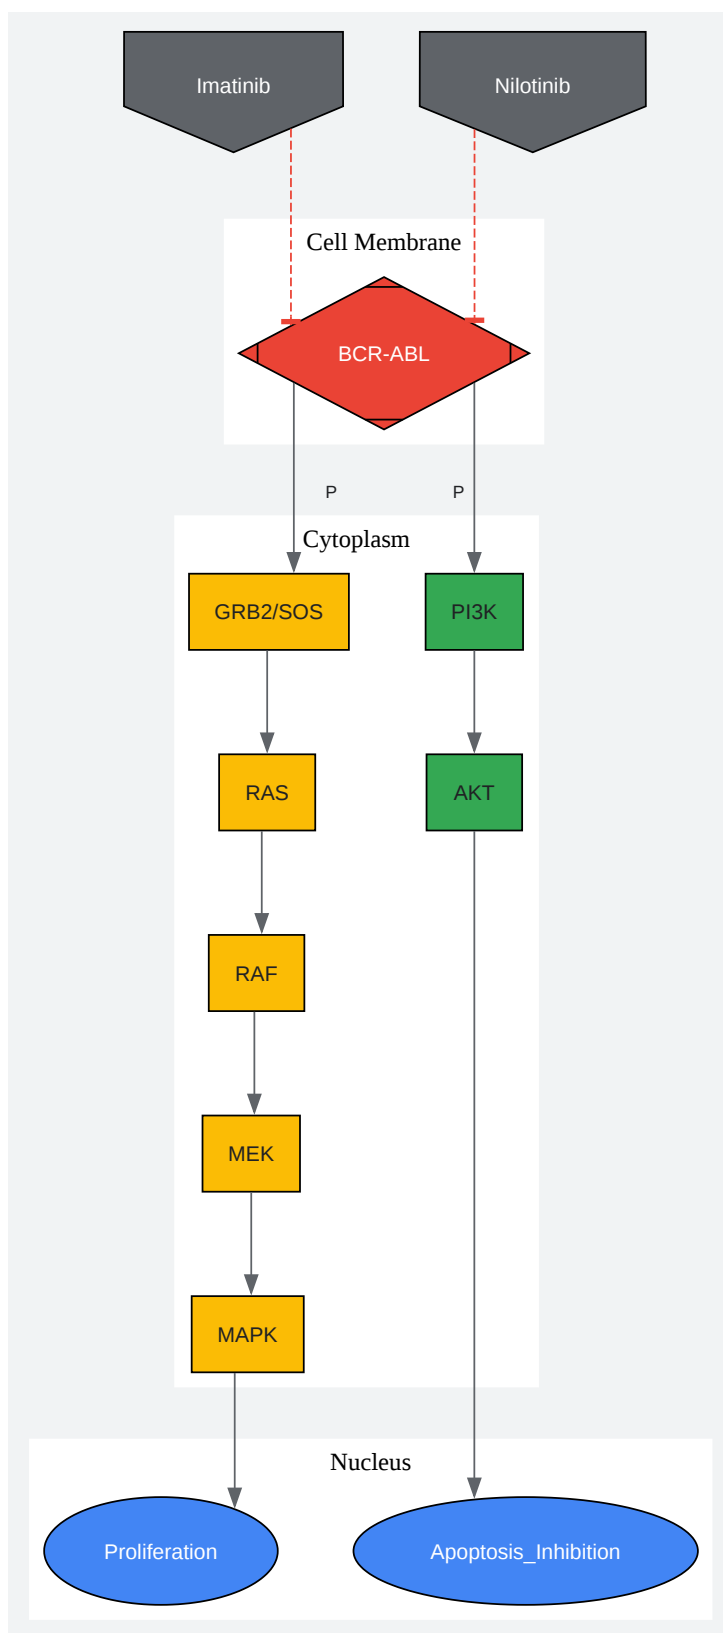 Imatinib
Nilotinib
Cell Membrane
BCR-ABL
P
P
Cytoplasm
GRB2/SOS
PI3K
RAS
AKT
RAF
MEK
MAPK
Nucleus
Proliferation
Apoptosis_Inhibition